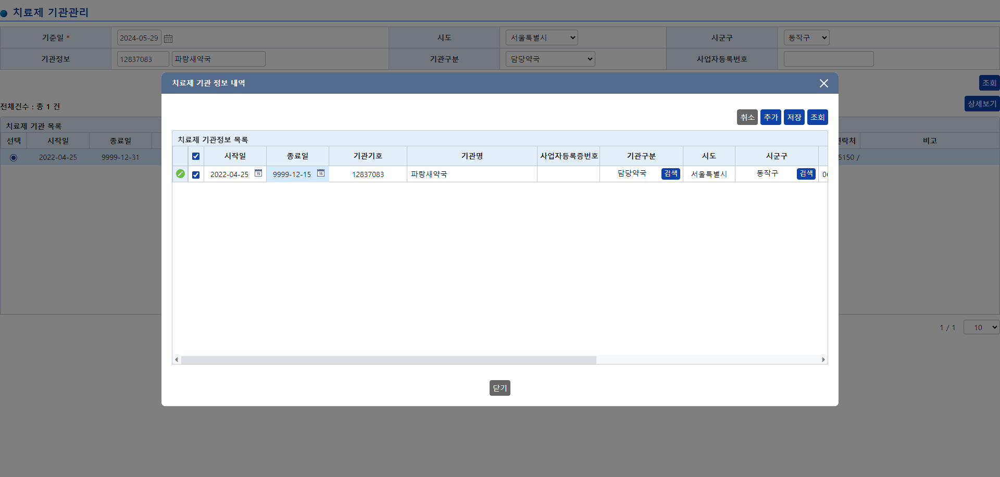 치료제 기관관리
기준일 * 2024-05-29 시도 서울특별시 시군구 동작구
기관정보 12837083 파랑새약국 기관구분 담당약국 사업자등록번호
조회
전체건수 : 총 1 건 상세보기
치료제 기관 목록
선택 시작일 종료일 비고
2022-04-25 9999-12-31 5150 /
1 / 1 10
치료제 기관 정보 내역
취소 추가 저장 조회
치료제 기관정보 목록
시작일 종료일 기관기호 기관명 사업자등록증번호 기관구분 시도 시군구
2022-04-25 9999-12-15 12837083 파랑새약국 담당약국 검색 서울특별시 동작구 검색
닫기